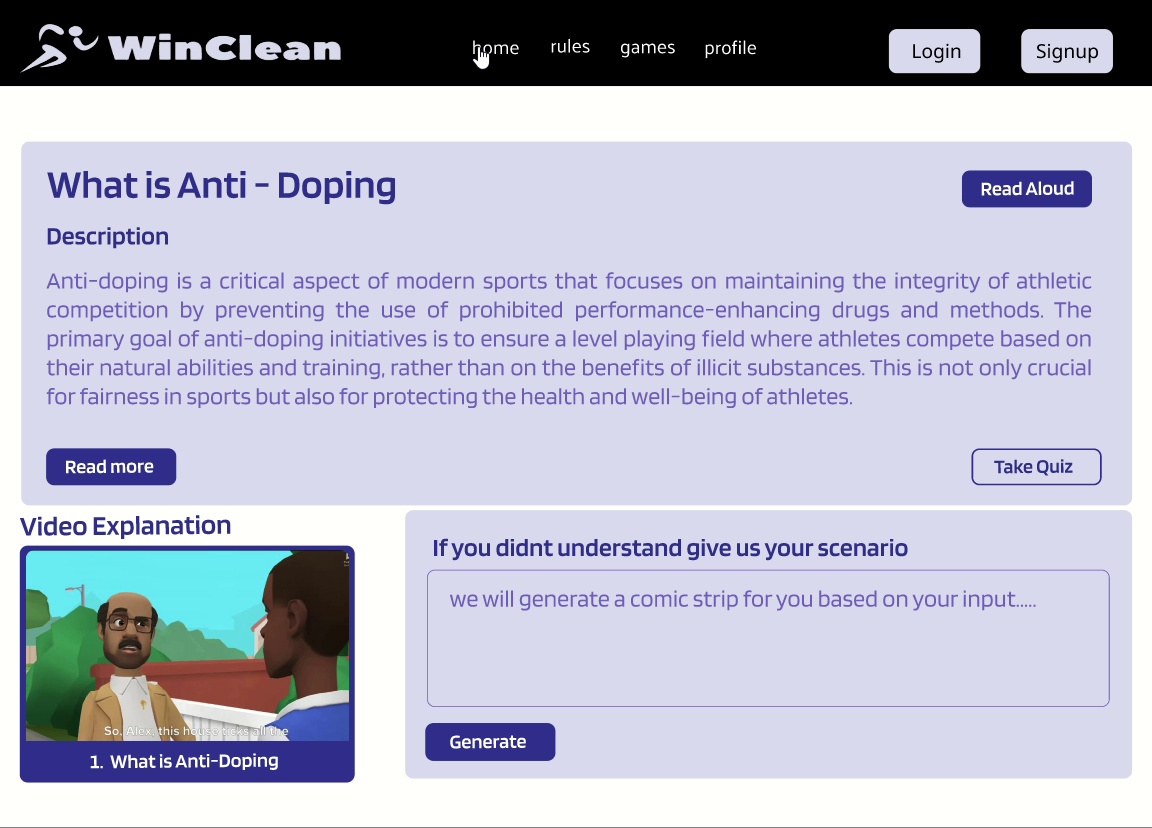 WinClean
home rules games profile
Login Signup
What is Anti - Doping
Read Aloud
Description
Anti-doping is a critical aspect of modern sports that focuses on maintaining the integrity of athletic
competition by preventing the use of prohibited performance-enhancing drugs and methods. The
primary goal of anti-doping initiatives is to ensure a level playing field where athletes compete based on
their natural abilities and training, rather than on the benefits of illicit substances. This is not only crucial
for fairness in sports but also for protecting the health and well-being of athletes.
Read more
Take Quiz
Video Explanation
So, Alex, this house ticks all the
1. What is Anti-Doping
If you didnt understand give us your scenario
we will generate a comic strip for you based on your input.....
Generate